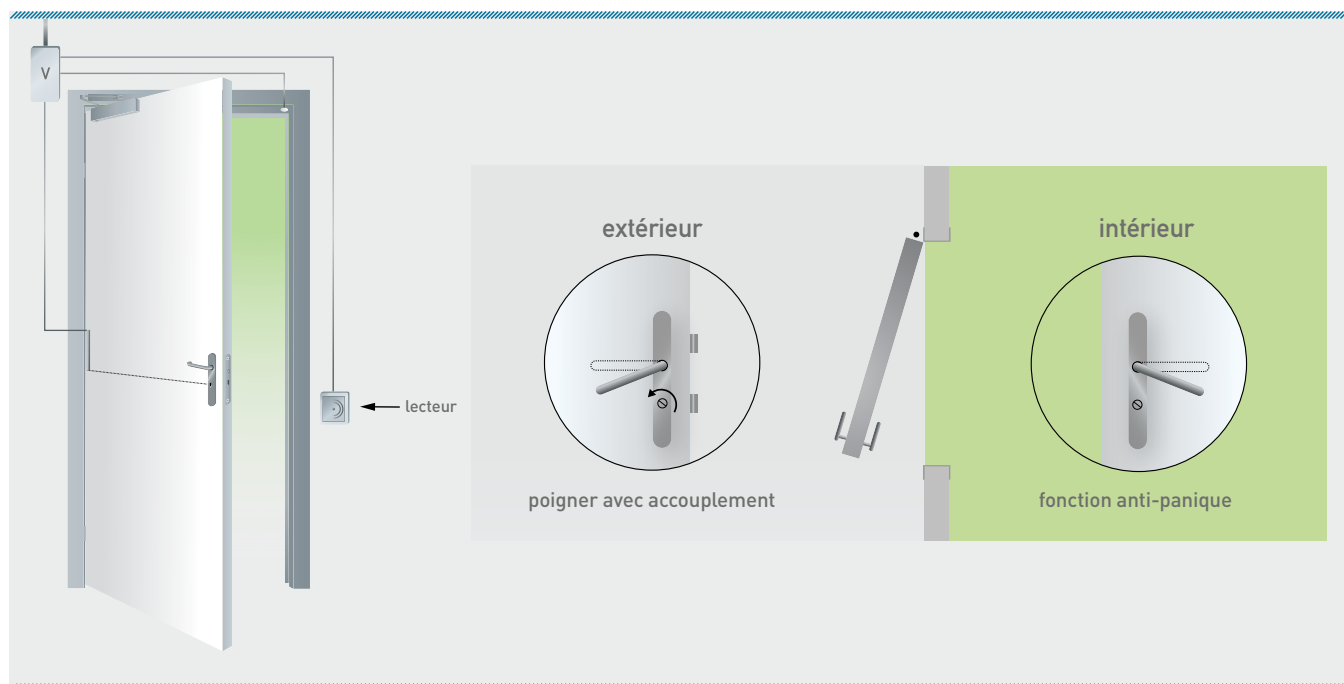 V
lecteur
extérieur
intérieur
poigner avec accouplement
fonction anti-panique